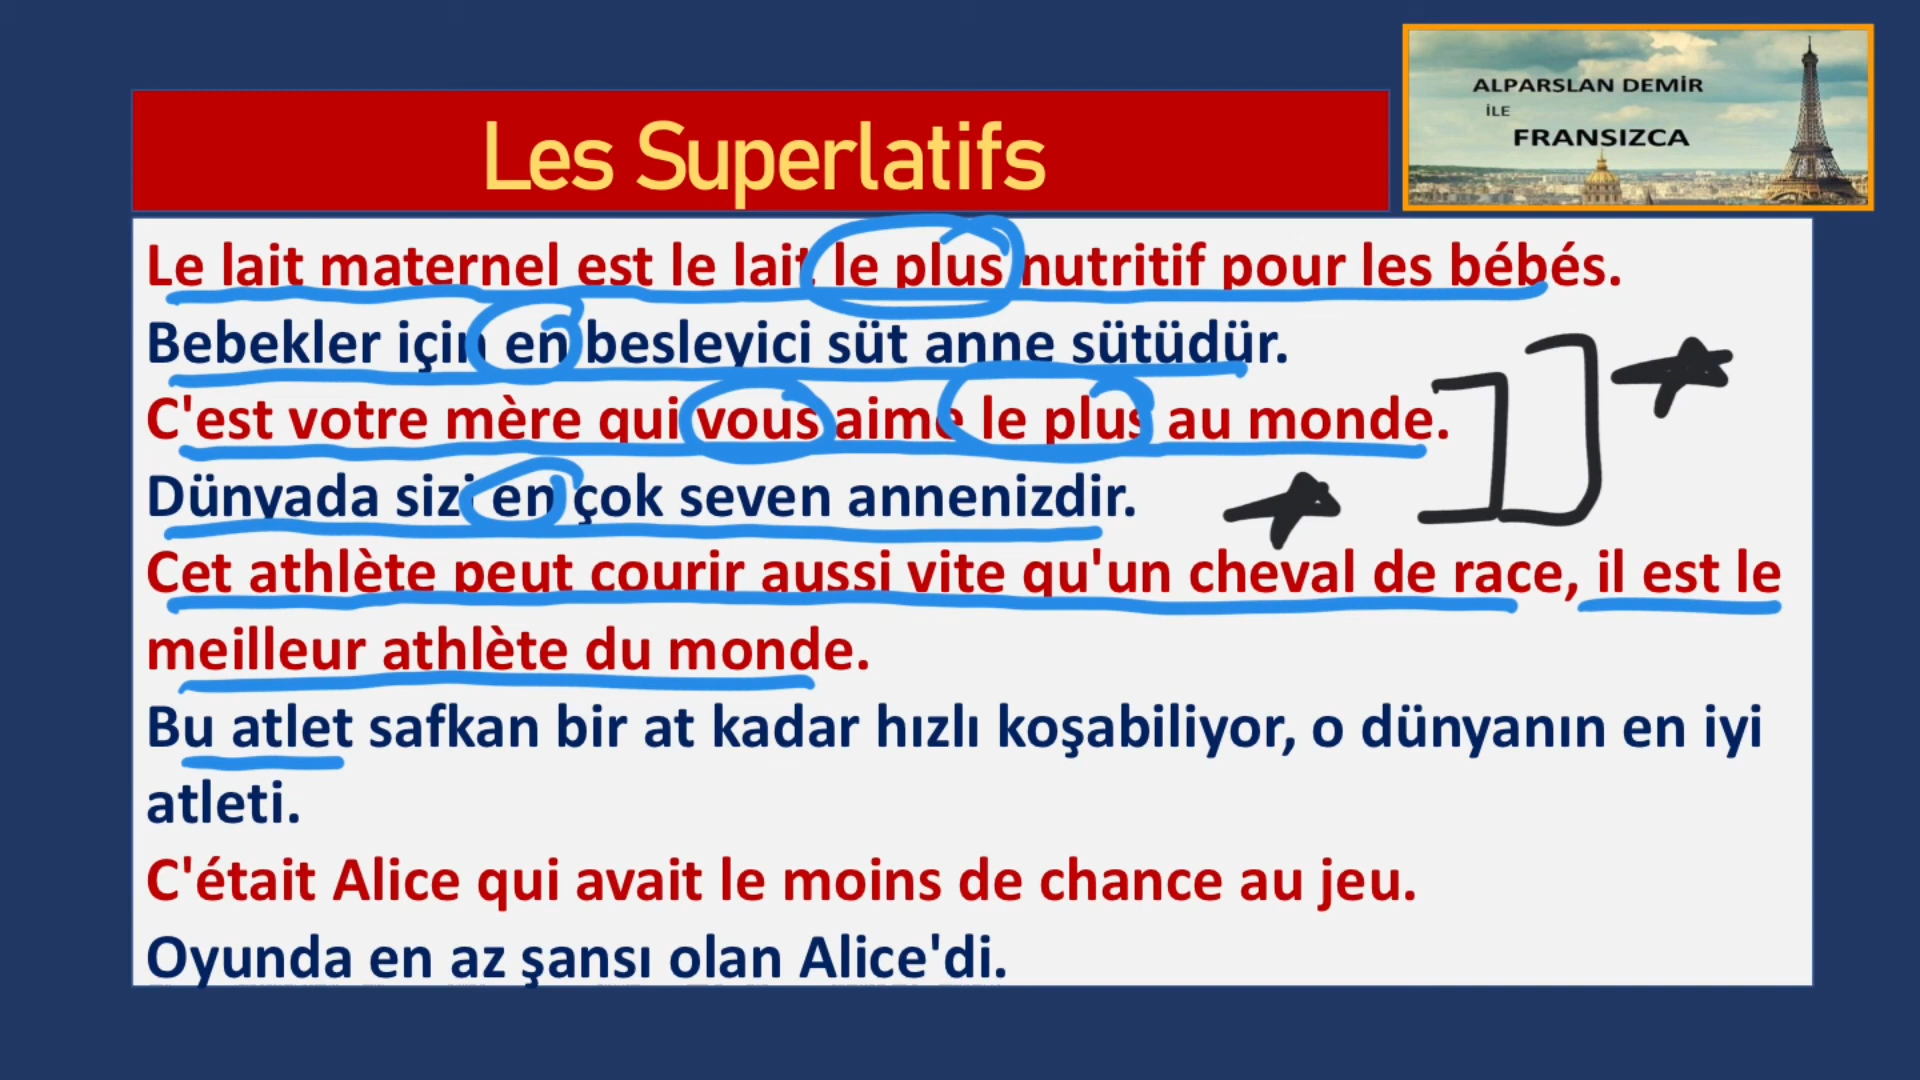 ALPARSLAN DEMİR
İLE
FRANSIZCA
Les Superlatifs
Le lait maternel est le lait le plus nutritif pour les bébés.
Bebekler için en besleyici süt anne sütüdür.
C'est votre mère qui vous aime le plus au monde.
Dünyada sizi en çok seven annenizdir.
Cet athlète peut courir aussi vite qu'un cheval de race, il est le
meilleur athlète du monde.
Bu atlet safkan bir at kadar hızlı koşabiliyor, o dünyanın en iyi
atleti.
C'était Alice qui avait le moins de chance au jeu.
Oyunda en az şansı olan Alice'di.